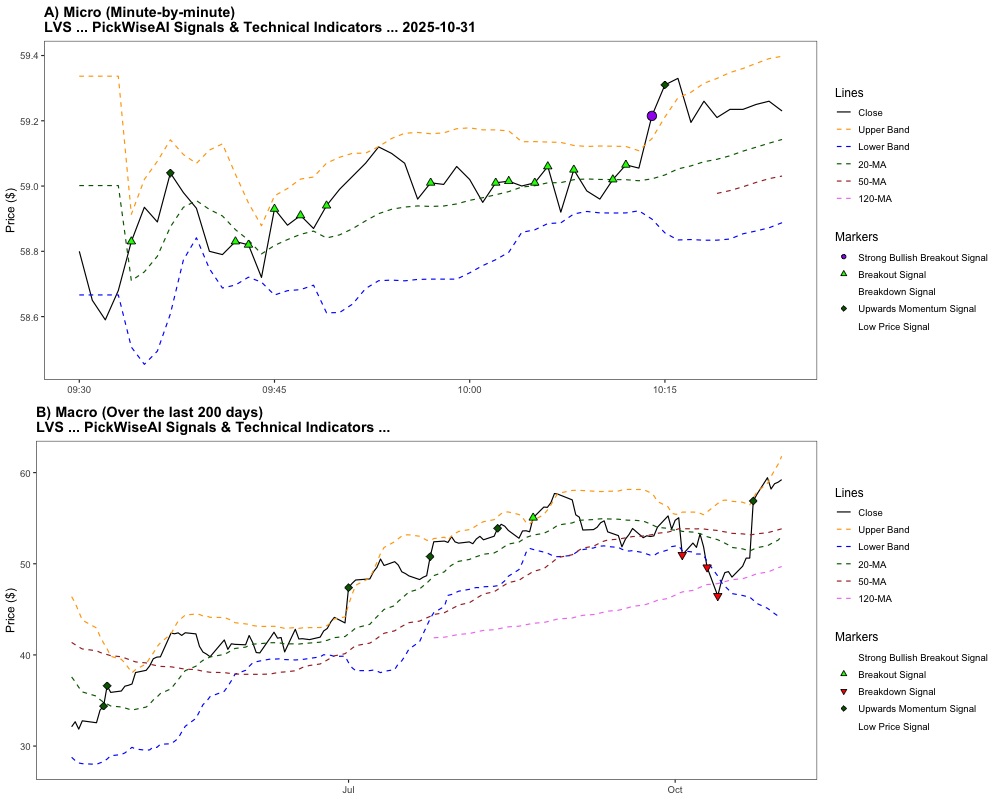 A) Micro (Minute-by-minute)
LVS ... PickWiseAI Signals & Technical Indicators ... 2025-10-31
Price ($)
59.4
59.2
59.0
58.8
58.6
09:30
09:45
10:00
10:15
Lines
Close
Upper Band
Lower Band
20-MA
50-MA
120-MA
Markers
Strong Bullish Breakout Signal
Breakout Signal
Breakdown Signal
Upwards Momentum Signal
Low Price Signal
B) Macro (Over the last 200 days)
LVS ... PickWiseAI Signals & Technical Indicators ...
Price ($)
60
50
40
30
Jul
Oct
Lines
Close
Upper Band
Lower Band
20-MA
50-MA
120-MA
Markers
Strong Bullish Breakout Signal
Breakout Signal
Breakdown Signal
Upwards Momentum Signal
Low Price Signal